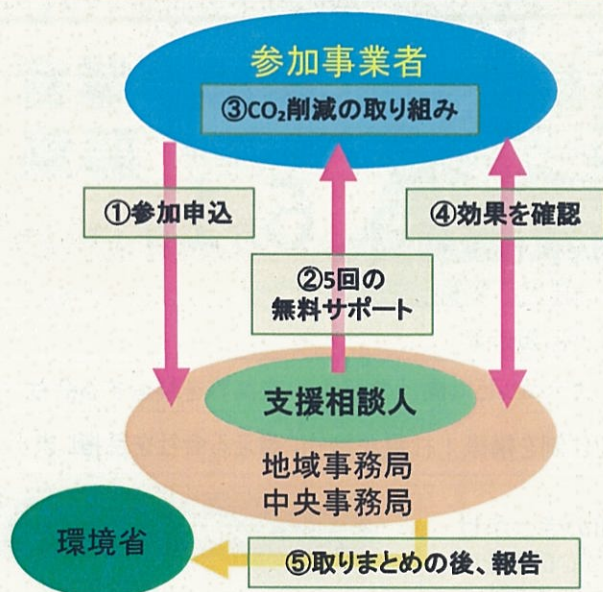 参加事業者
③CO₂削減の取り組み
①参加申込
④効果を確認
②5回の
無料サポート
支援相談人
地域事務局
中央事務局
環境省
⑤取りまとめの後、報告